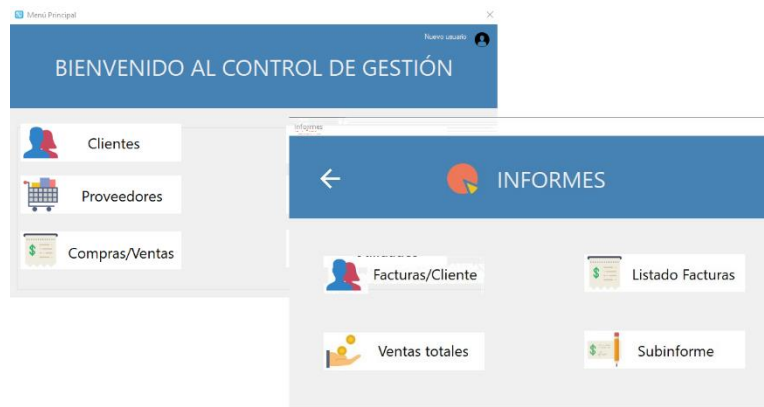 Menú Principal
Nuevo usuario
BIENVENIDO AL CONTROL DE GESTIÓN
Clientes
Proveedores
Compras/Ventas
Informes
INFORMES
Facturas/Cliente
Listado Facturas
Ventas totales
Subinforme